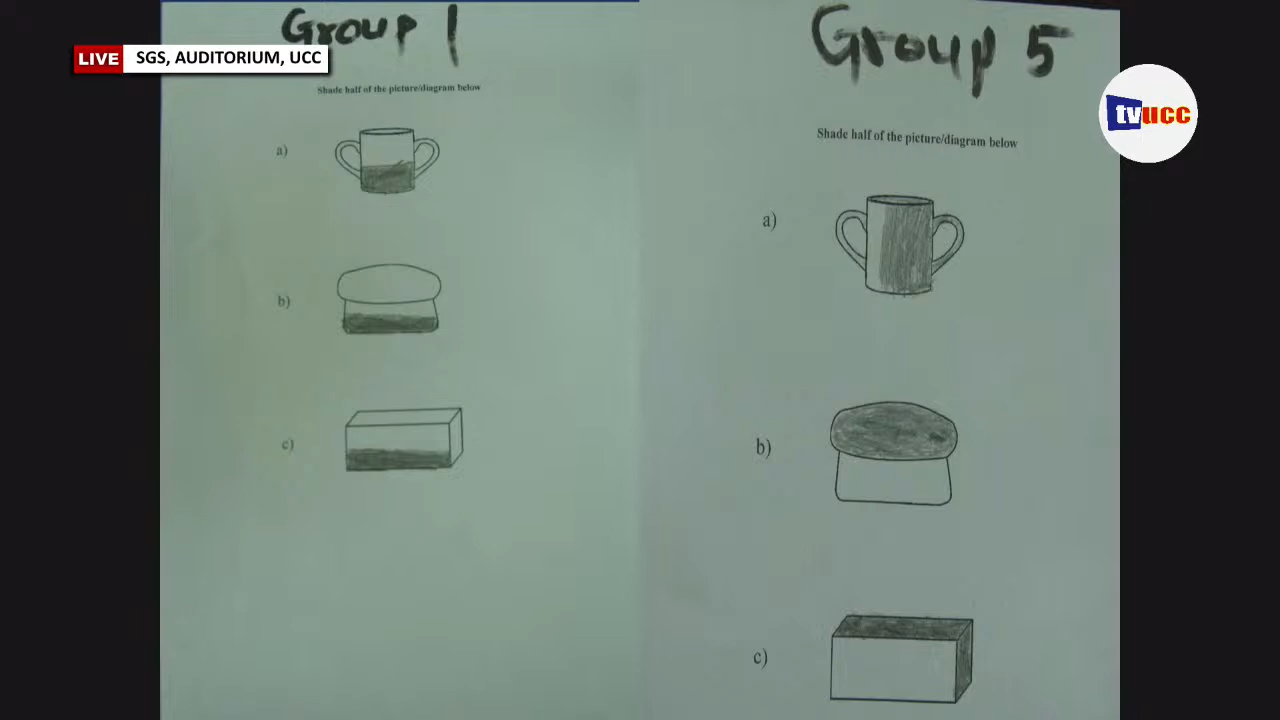 Group 1
LIVE SGS, AUDITORIUM, UCC
Shade half of the picture/diagram below
a)
b)
c)
Group 5
tvucc
Shade half of the picture/diagram below
a)
b)
c)